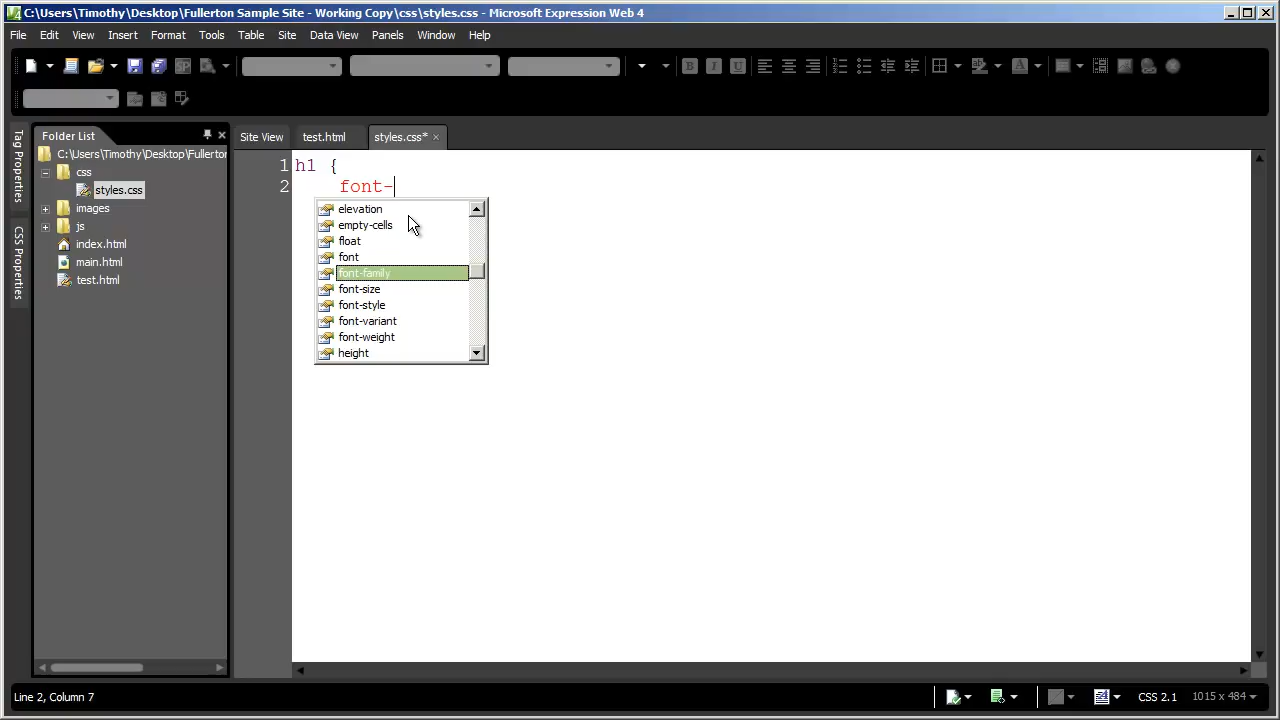 C:\Users\Timothy\Desktop\Fullerton Sample Site - Working Copy\css\styles.css - Microsoft Expression Web 4
File Edit View Insert Format Tools Table Site Data View Panels Window Help
Folder List
Site View test.html styles.css* ×
C:\Users\Timothy\Desktop\Fullerton
css
styles.css
images
js
index.html
main.html
test.html
Tag Properties
CSS Properties
1 h1 {
2 font-
elevation
empty-cells
float
font
font-family
font-size
font-style
font-variant
font-weight
height
Line 2, Column 7
CSS 2.1
1015 x 484